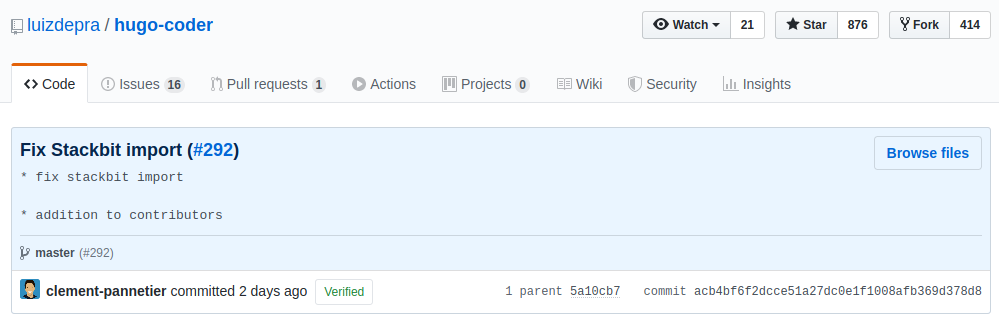 luizdepra / hugo-coder
Watch 21 Star 876 Fork 414
Code Issues 16 Pull requests 1 Actions Projects 0 Wiki Security Insights
Fix Stackbit import (#292)
Browse files
* fix stackbit import
* addition to contributors
master (#292)
clement-pannetier committed 2 days ago Verified 1 parent 5a10cb7 commit acb4bf6f2dcce51a27dc0e1f1008afb369d378d8